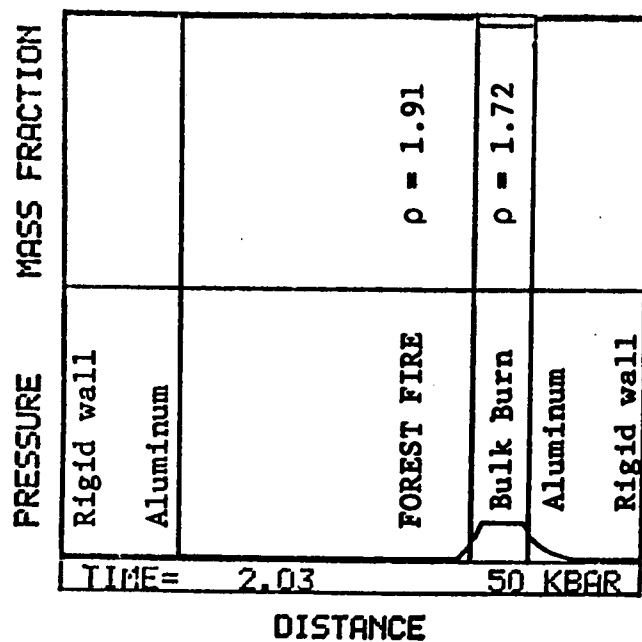 MASS FRACTION
PRESSURE
ρ = 1.91
ρ = 1.72
Rigid wall
Aluminum
FOREST FIRE
Bulk Burn
Aluminum
Rigid wall
TIME= 2.03 50 KBAR
DISTANCE